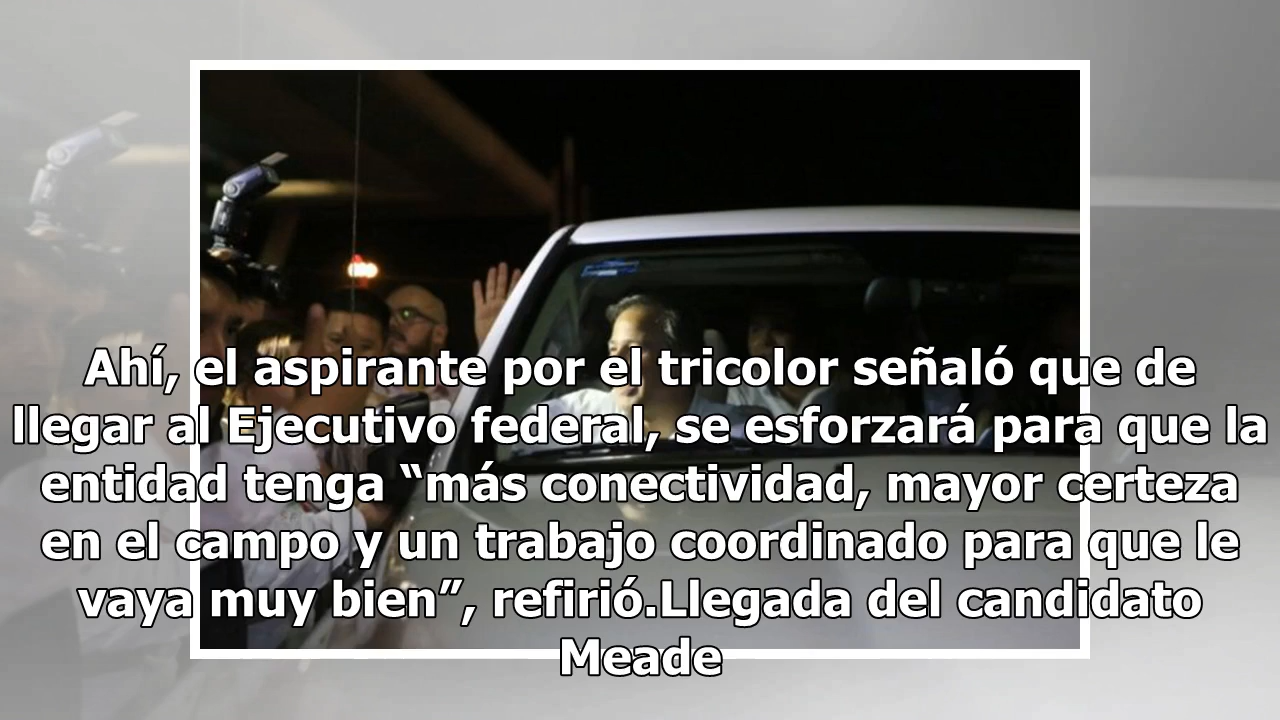 Ahí, el aspirante por el tricolor señaló que de
llegar al Ejecutivo federal, se esforzará para que la
entidad tenga “más conectividad, mayor certeza
en el campo y un trabajo coordinado para que le
vaya muy bien”, refirió.Llegada del candidato
Meade